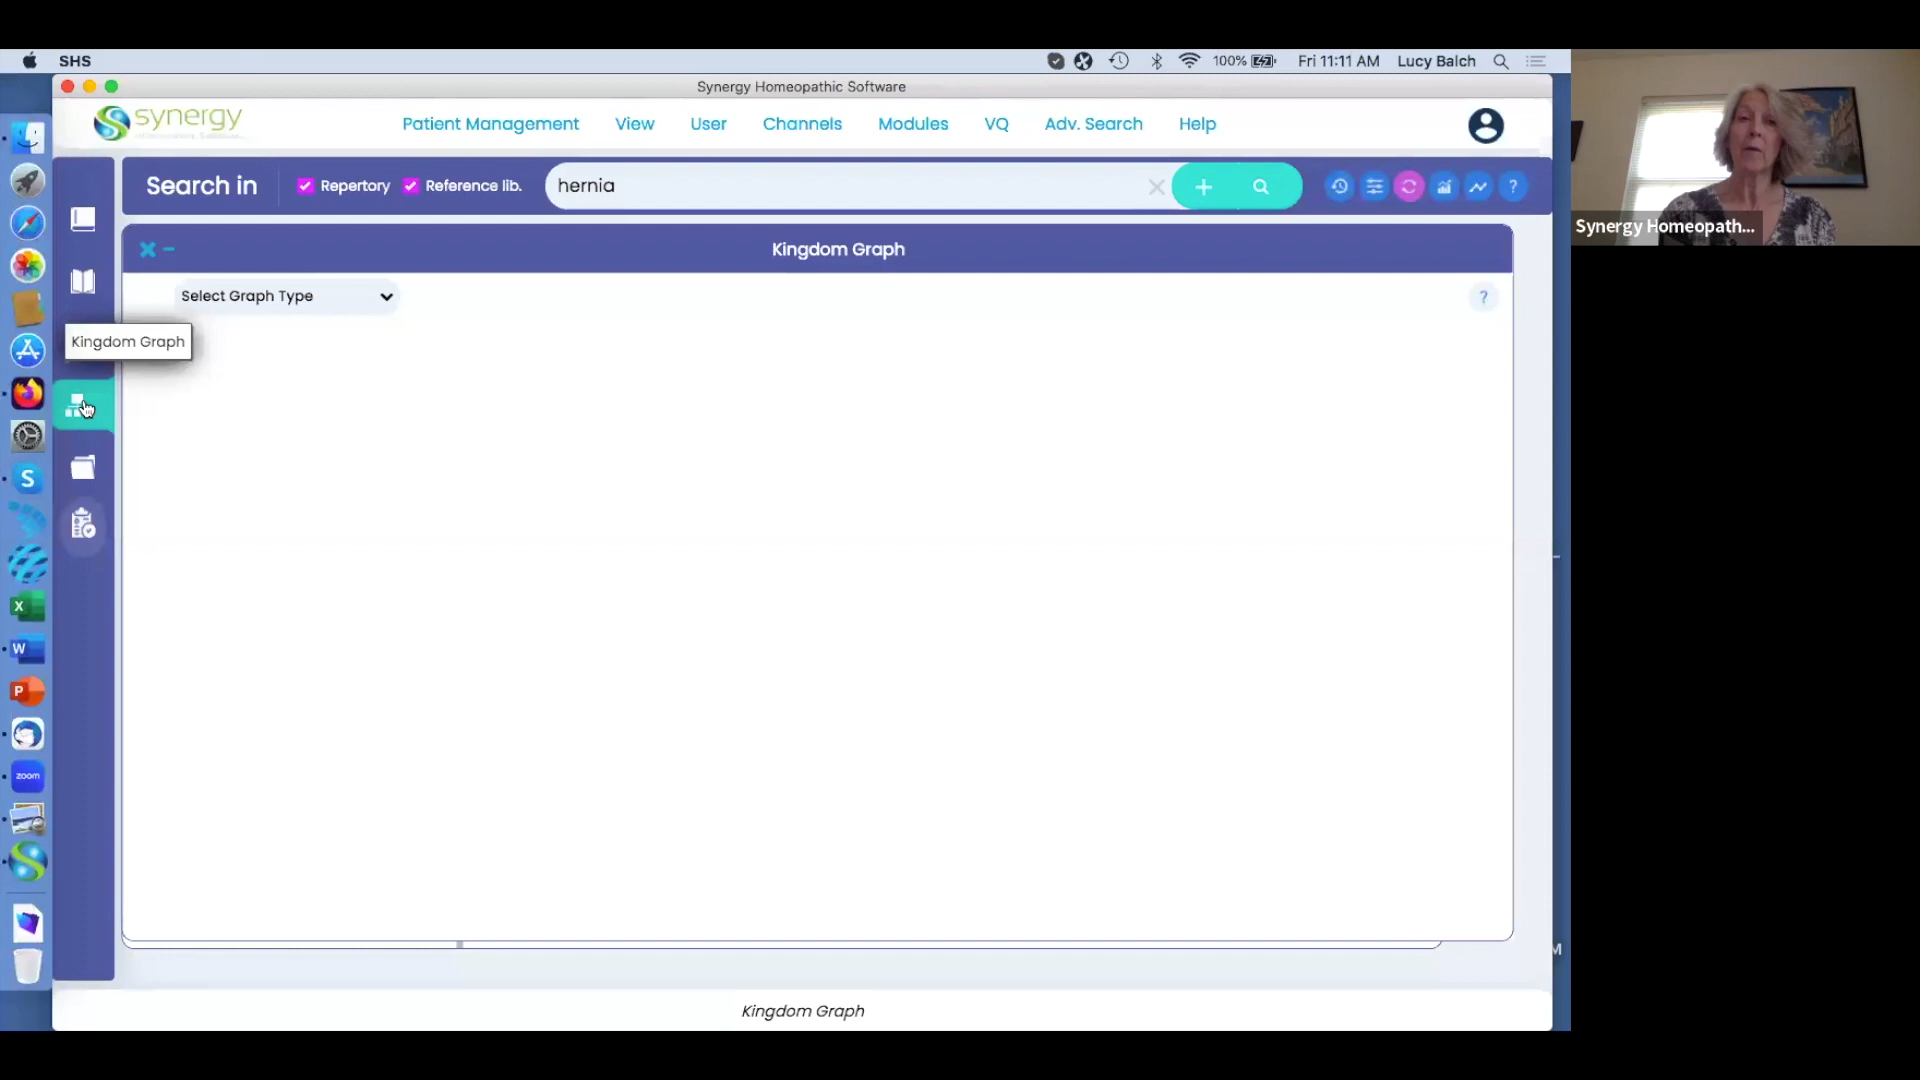 SHS
100%
Fri 11:11 AM
Lucy Balch
Synergy Homeopathic Software
synergy
Patient Management
View
User
Channels
Modules
VQ
Adv. Search
Help
Search in
Repertory
Reference lib.
hernia
?
Synergy Homeopath...
Kingdom Graph
Select Graph Type
?
Kingdom Graph
S
X
W
P
zoom
M
Kingdom Graph